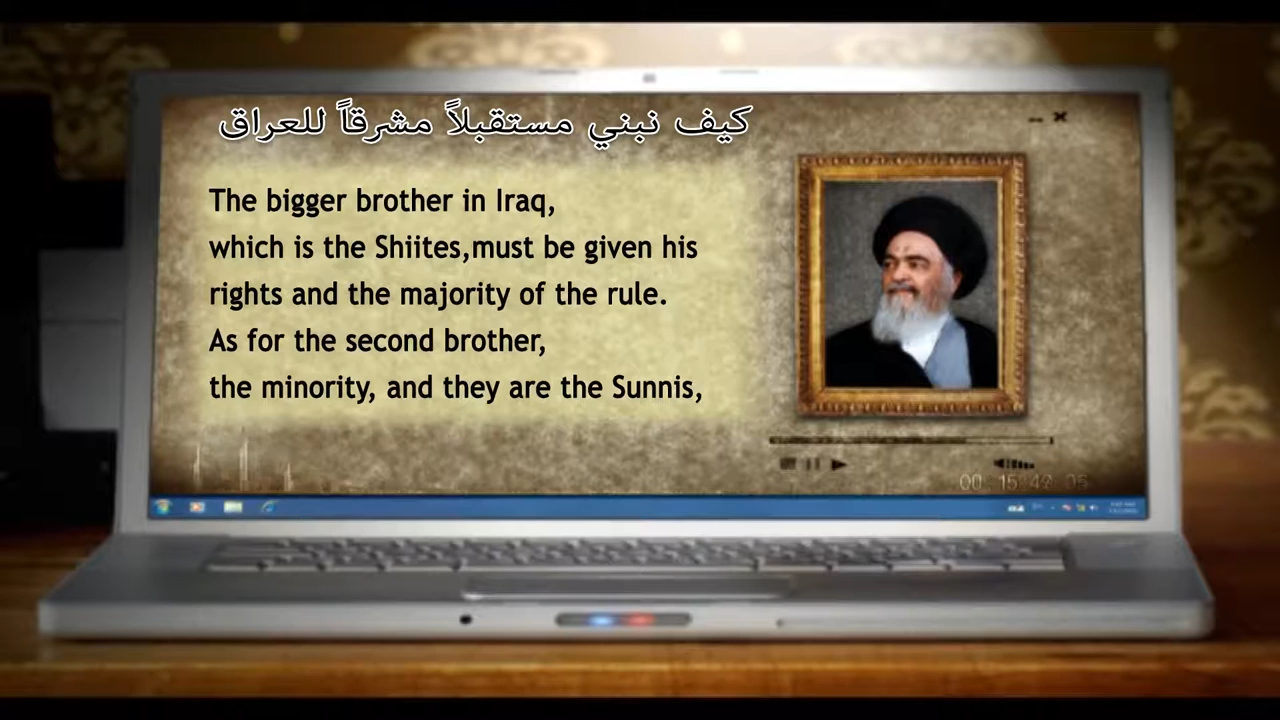 كيف نبني مستقبلاً مشرقاً للعراق
The bigger brother in Iraq,
which is the Shiites,must be given his
rights and the majority of the rule.
As for the second brother,
the minority, and they are the Sunnis,